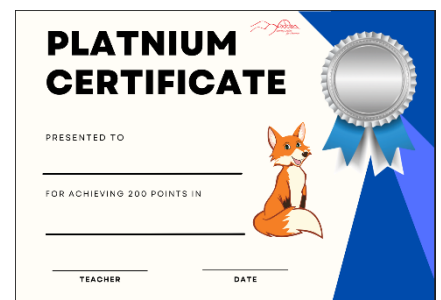 PLATNIUM
CERTIFICATE
PRESENTED TO
FOR ACHIEVING 200 POINTS IN
TEACHER
DATE